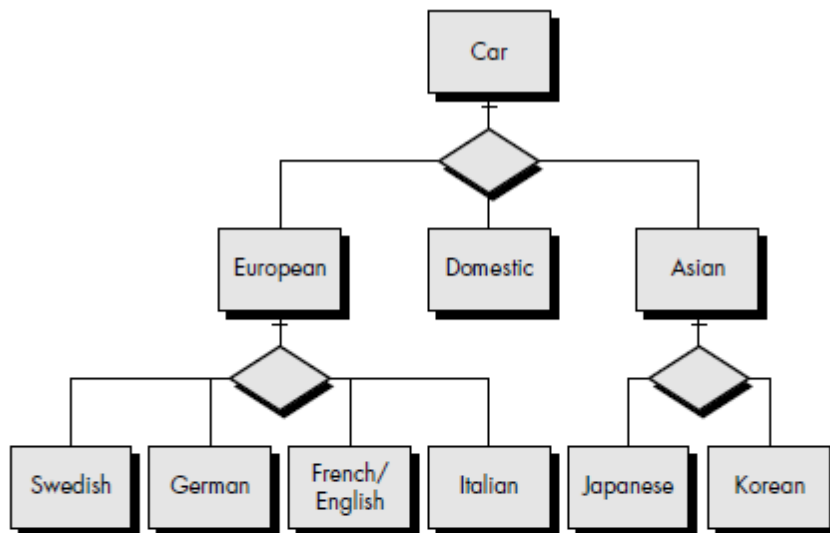 Car
European
Domestic
Asian
Swedish
German
French/
English
Italian
Japanese
Korean